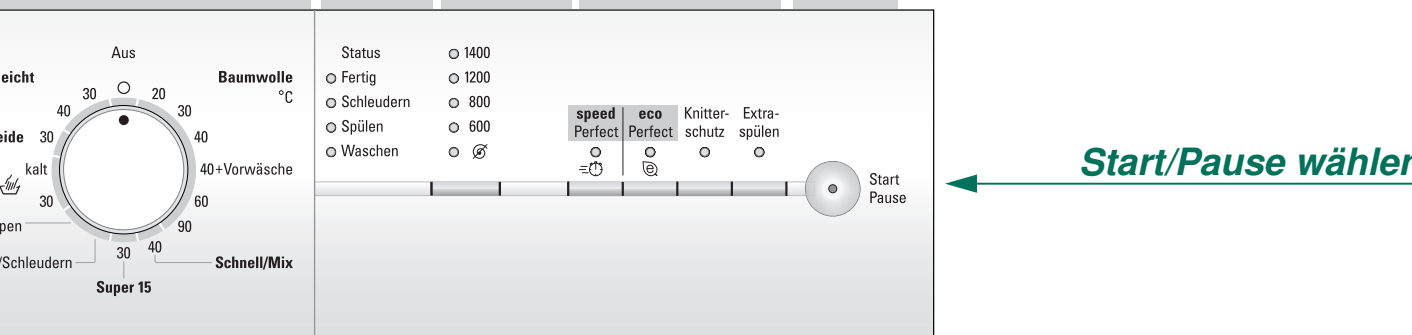 Aus
eicht
Baumwolle
°C
30
20
40
30
eide
30
40
kalt
40+Vorwäsche
30
60
pen
90
/Schleudern
30
40
Schnell/Mix
Super 15
Status
Fertig
Schleudern
Spülen
Waschen
1400
1200
800
600
speed
Perfect
eco
Perfect
Knitter-
schutz
Extra-
spülen
Start
Pause
Start/Pause wähler